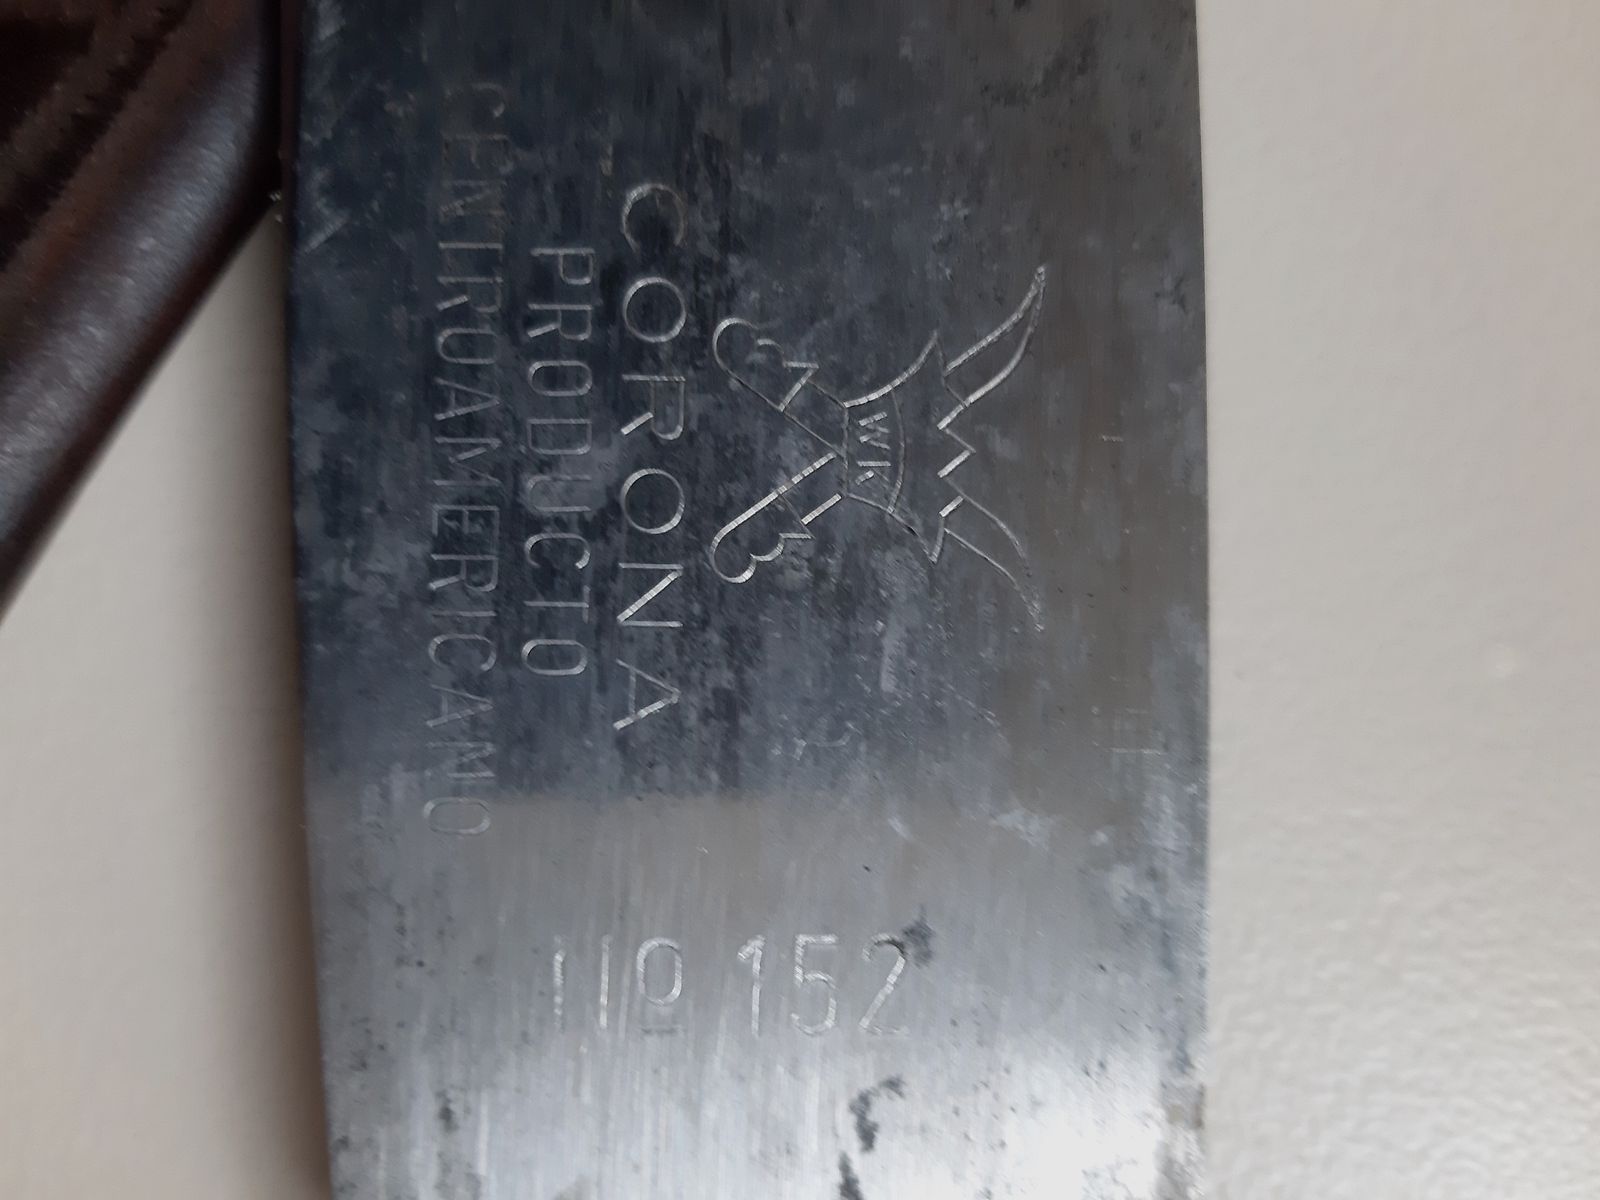 WK
CORONA
PRODUCTO
CENTROAMERICANO
Nº 152